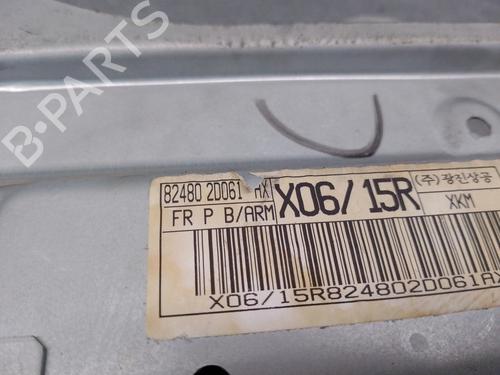 B-PARTS
82480 2D061 AX X06/15R (주)광진상공
FR P B/ARM XKM
X06/15R824802D061AX